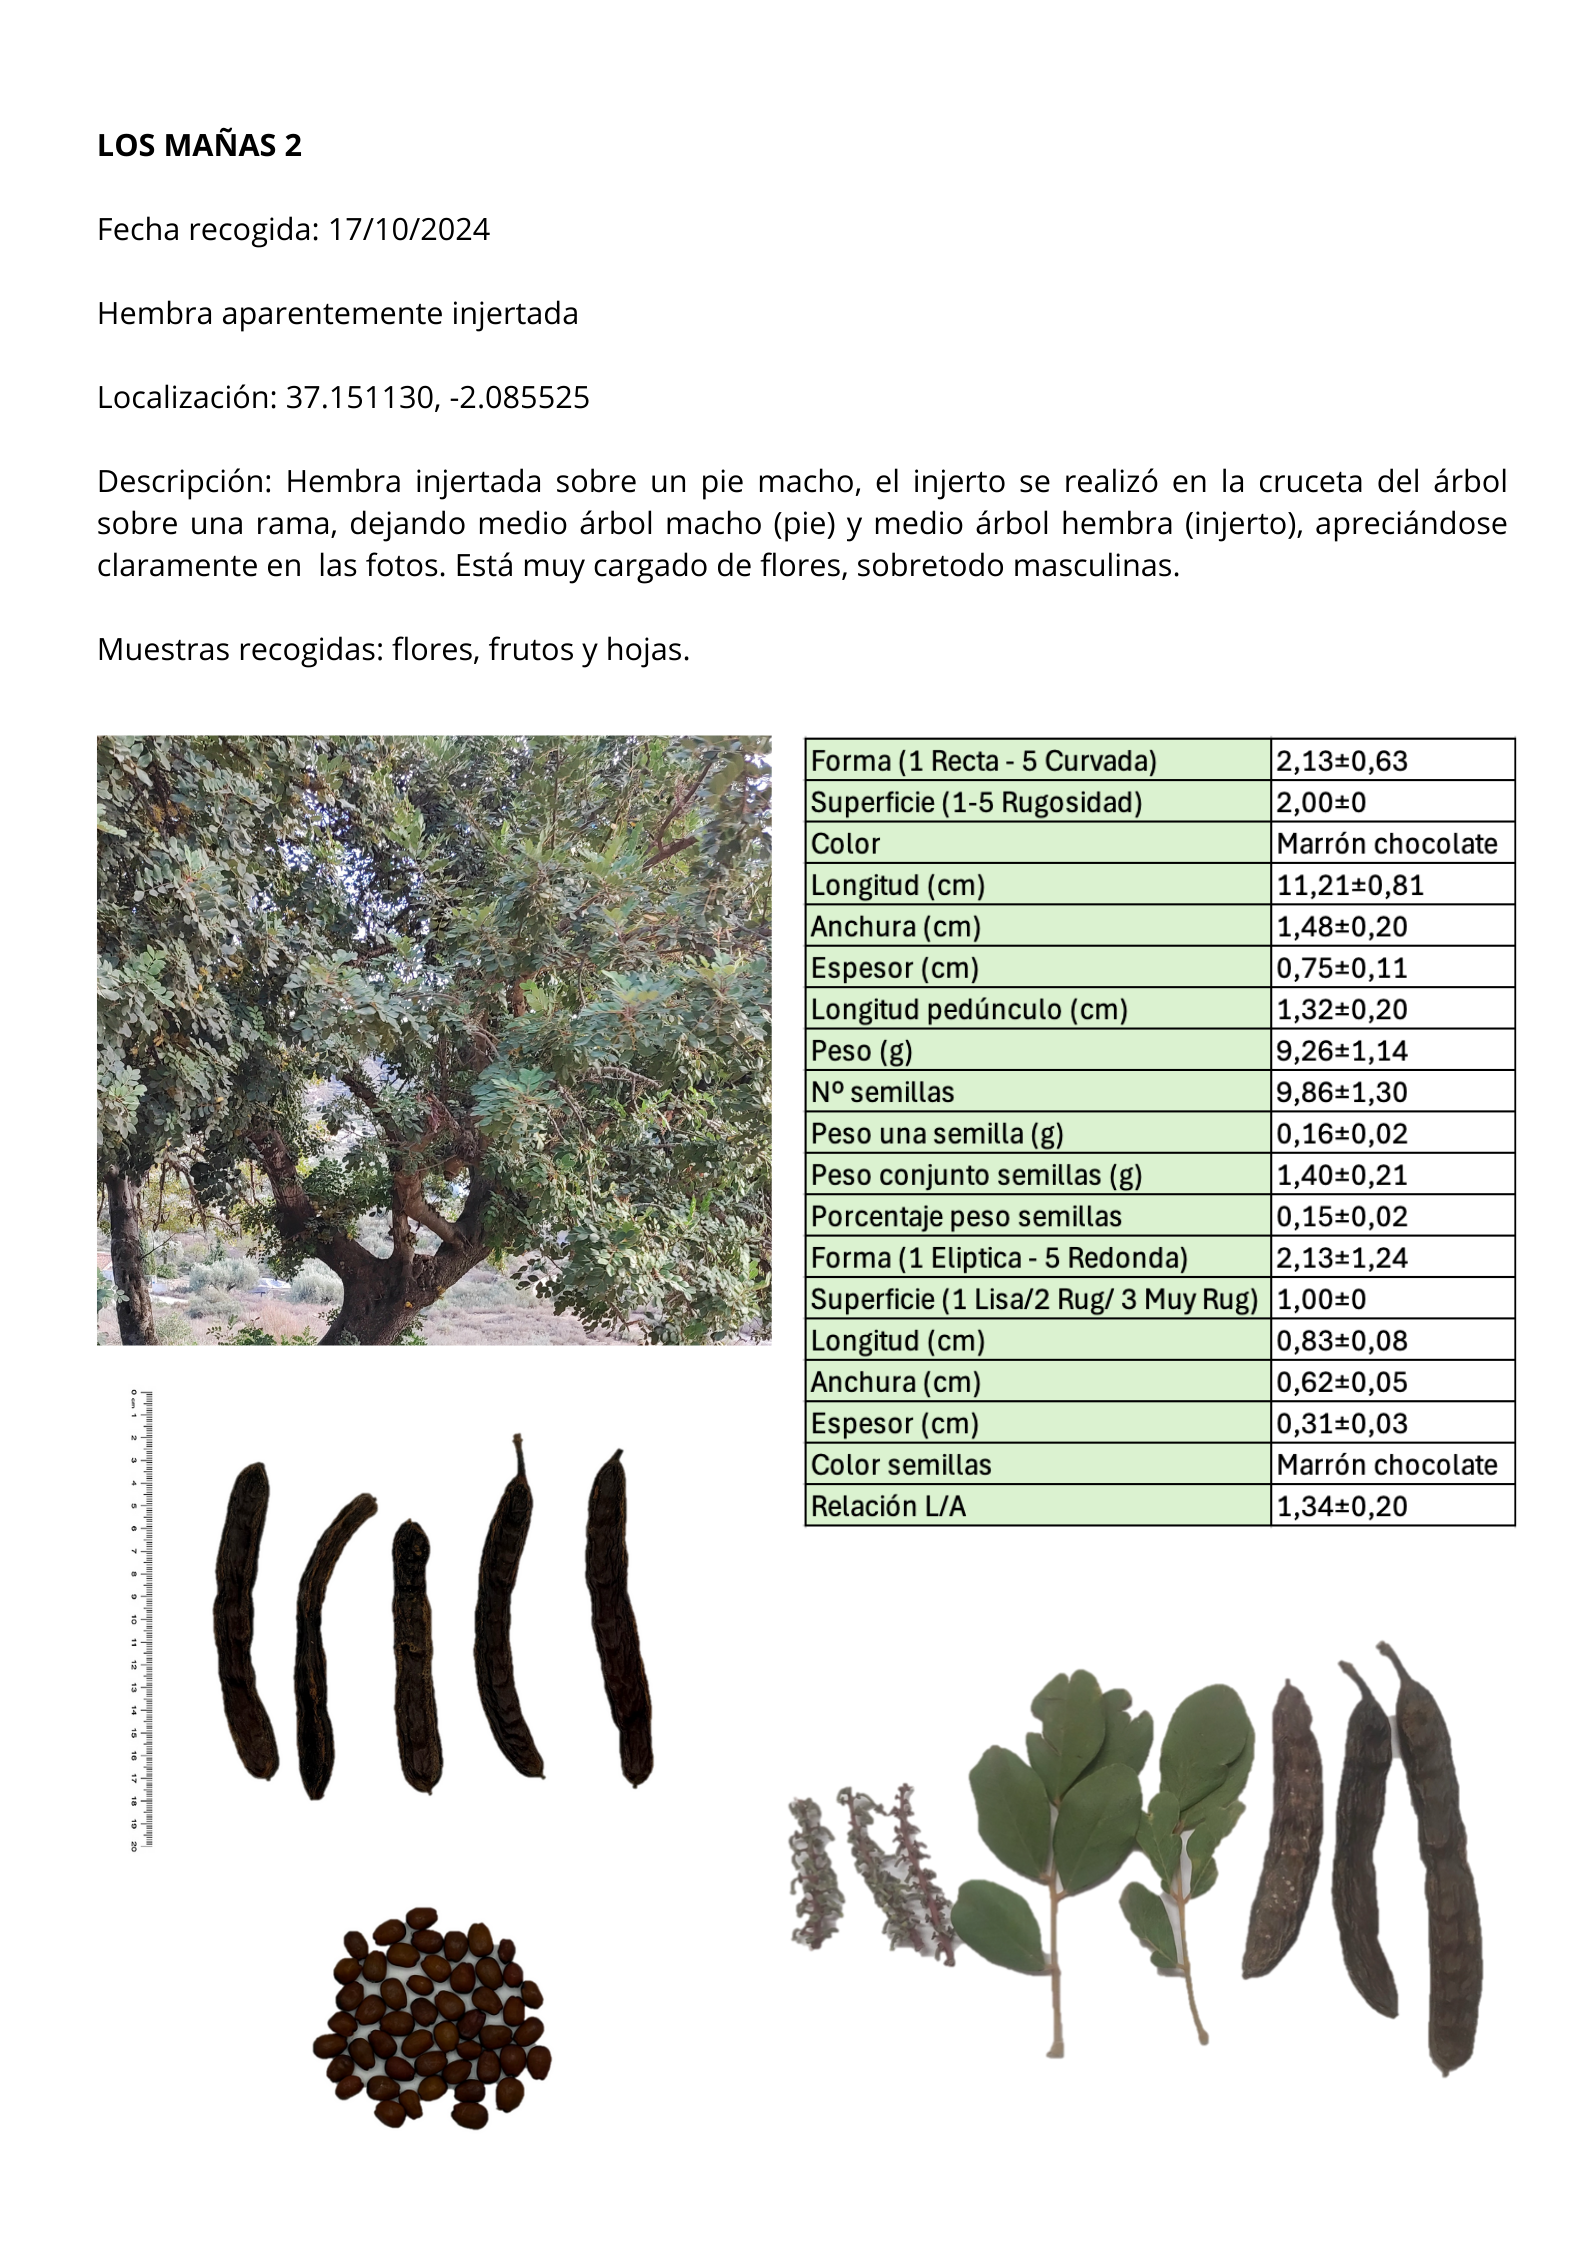 LOS MAÑAS 2
Fecha recogida: 17/10/2024
Hembra aparentemente injertada
Localización: 37.151130, -2.085525
Descripción: Hembra injertada sobre un pie macho, el injerto se realizó en la cruceta del árbol
sobre una rama, dejando medio árbol macho (pie) y medio árbol hembra (injerto), apreciándose
claramente en  las fotos. Está muy cargado de flores, sobretodo masculinas.
Muestras recogidas: flores, frutos y hojas.
Forma (1 Recta - 5 Curvada) 2,13±0,63
Superficie (1-5 Rugosidad) 2,00±0
Color Marrón chocolate
Longitud (cm) 11,21±0,81
Anchura (cm) 1,48±0,20
Espesor (cm) 0,75±0,11
Longitud pedúnculo (cm) 1,32±0,20
Peso (g) 9,26±1,14
Nº semillas 9,86±1,30
Peso una semilla (g) 0,16±0,02
Peso conjunto semillas (g) 1,40±0,21
Porcentaje peso semillas 0,15±0,02
Forma (1 Eliptica - 5 Redonda) 2,13±1,24
Superficie (1 Lisa/2 Rug/ 3 Muy Rug) 1,00±0
Longitud (cm) 0,83±0,08
Anchura (cm) 0,62±0,05
Espesor (cm) 0,31±0,03
Color semillas Marrón chocolate
Relación L/A 1,34±0,20
0 cm 1 2 3 4 5 6 7 8 9 10 11 12 13 14 15 16 17 18 19 20